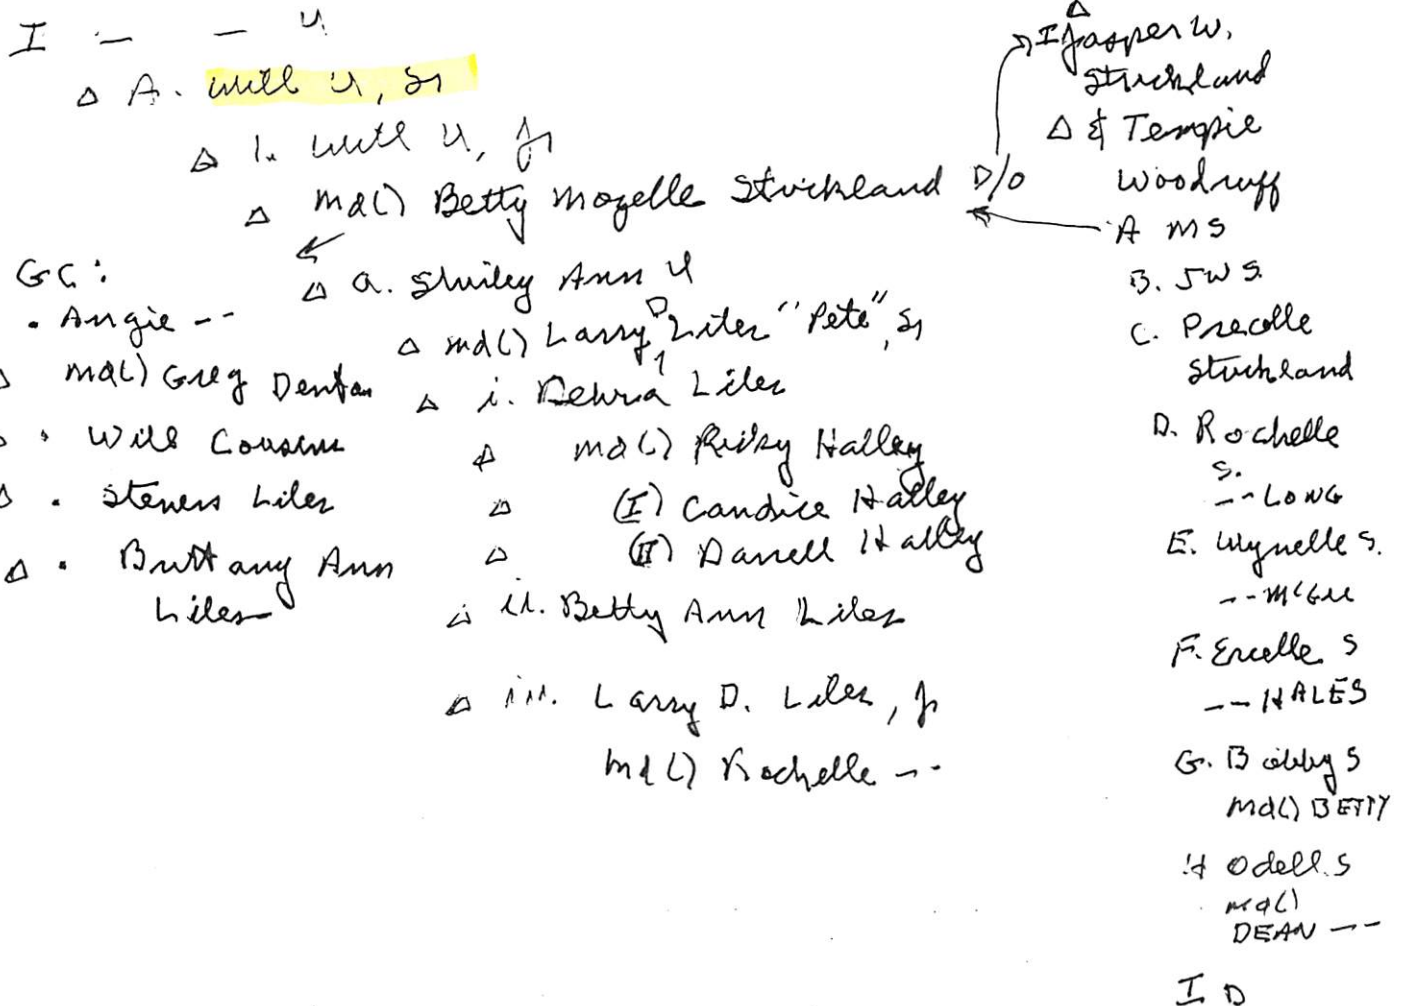 I — — U
Δ A. Will U, Sr
Δ 1. Will U, Jr
Δ md() Betty Mozelle Strickland D/O
Δ a. Shirley Ann U
Δ md() Larry D Liles "Pete", Sr
Δ i. Debra Liles
Δ md() Ricky Halley
Δ (I) Candice Halley
Δ (II) Darrell Halley
Δ ii. Betty Ann Liles
Δ iii. Larry D. Liles, Jr
md() Rochelle --
GC:
• Angie --
md() Greg Denton
• Will Cousins
• Stevens Liles
Δ • Brittany Ann
Liles
Δ
I Jasper W.
Strickland
Δ & Tempie
Woodruff
A MS
B. JWS.
C. 
Strickland
D. Rochelle
S.
-- LONG
E. Wynelle S.
-- McGee
F. Ercelle S
-- HALES
G. Bobby S
md() BETTY
H Odell S
md()
DEAN --
I D